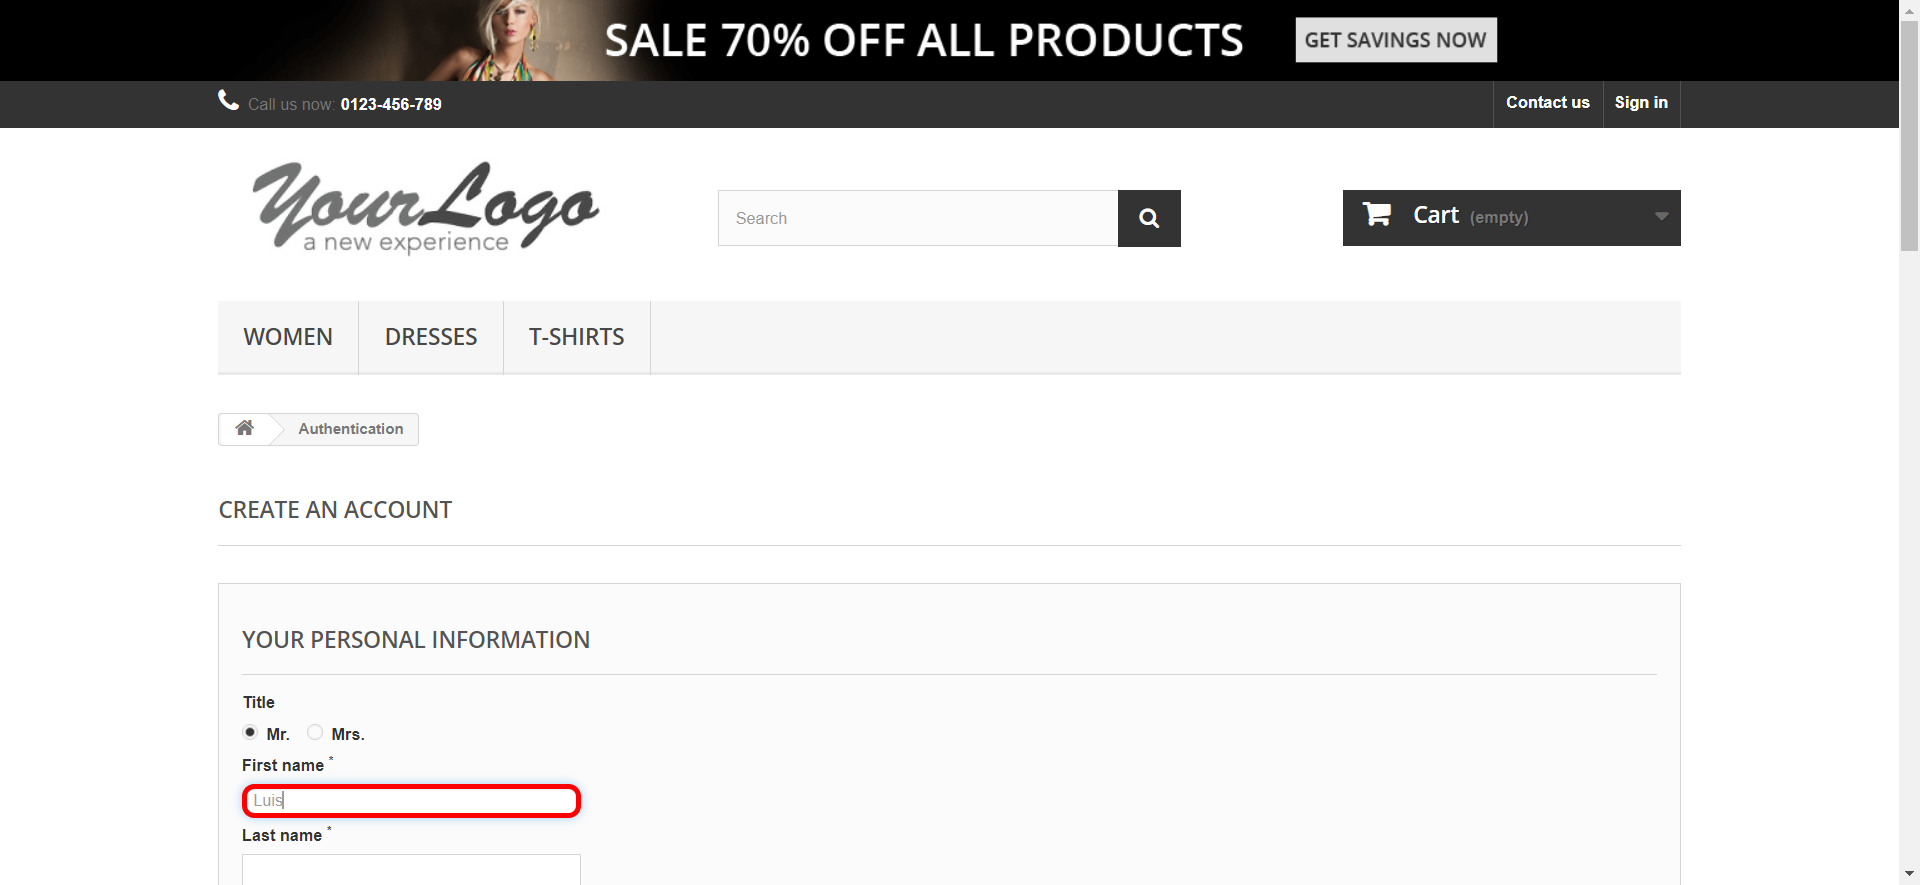 SALE 70% OFF ALL PRODUCTS
GET SAVINGS NOW
Call us now: 0123-456-789
Contact us
Sign in
YourLogo
a new experience
Search
Cart (empty)
WOMEN
DRESSES
T-SHIRTS
Authentication
CREATE AN ACCOUNT
YOUR PERSONAL INFORMATION
Title
Mr.
Mrs.
First name *
Luis
Last name *